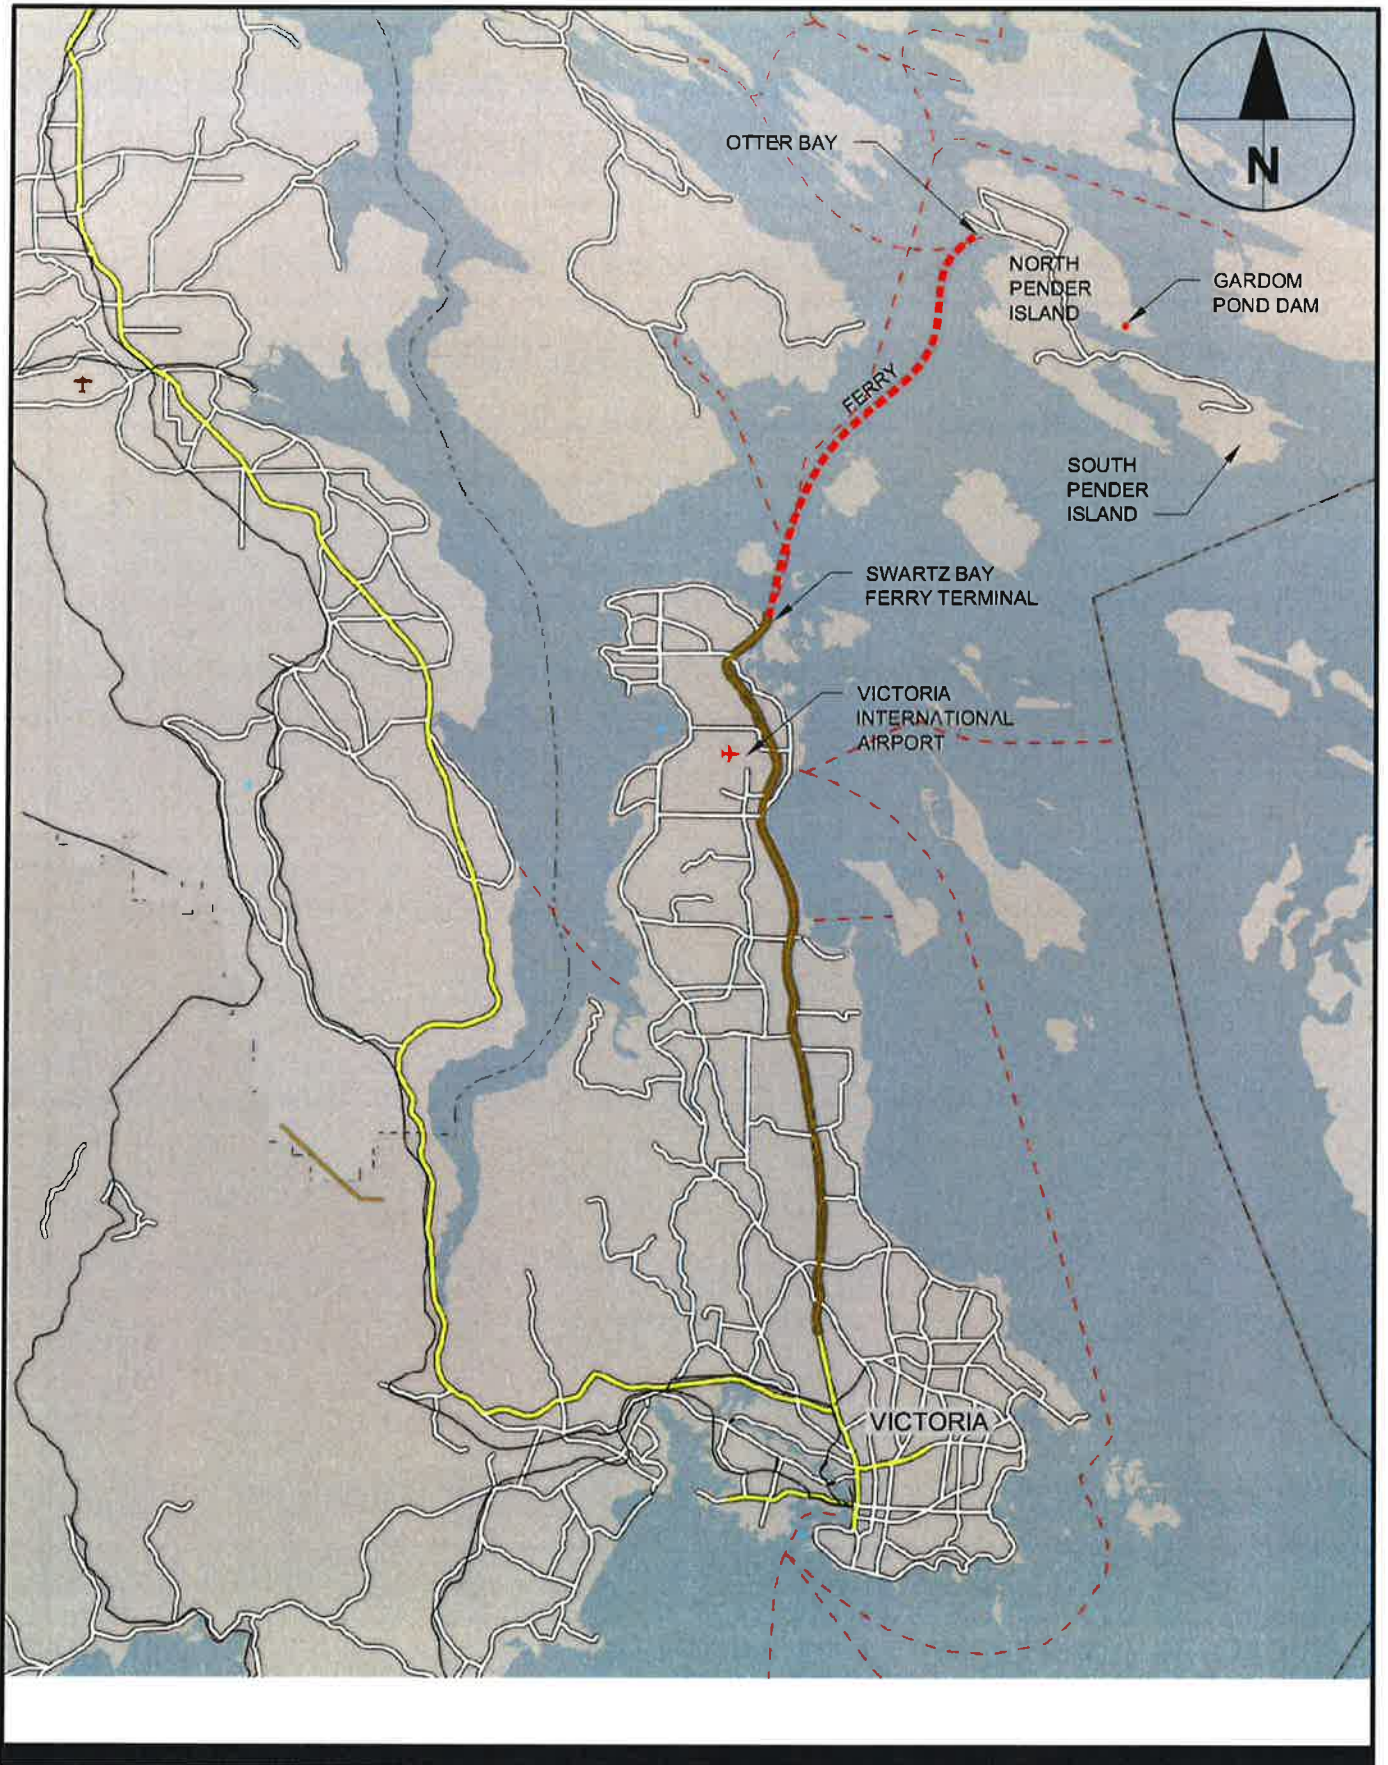 N
OTTER BAY
NORTH
PENDER
ISLAND
GARDOM
POND DAM
FERRY
SOUTH
PENDER
ISLAND
SWARTZ BAY
FERRY TERMINAL
VICTORIA
INTERNATIONAL
AIRPORT
VICTORIA